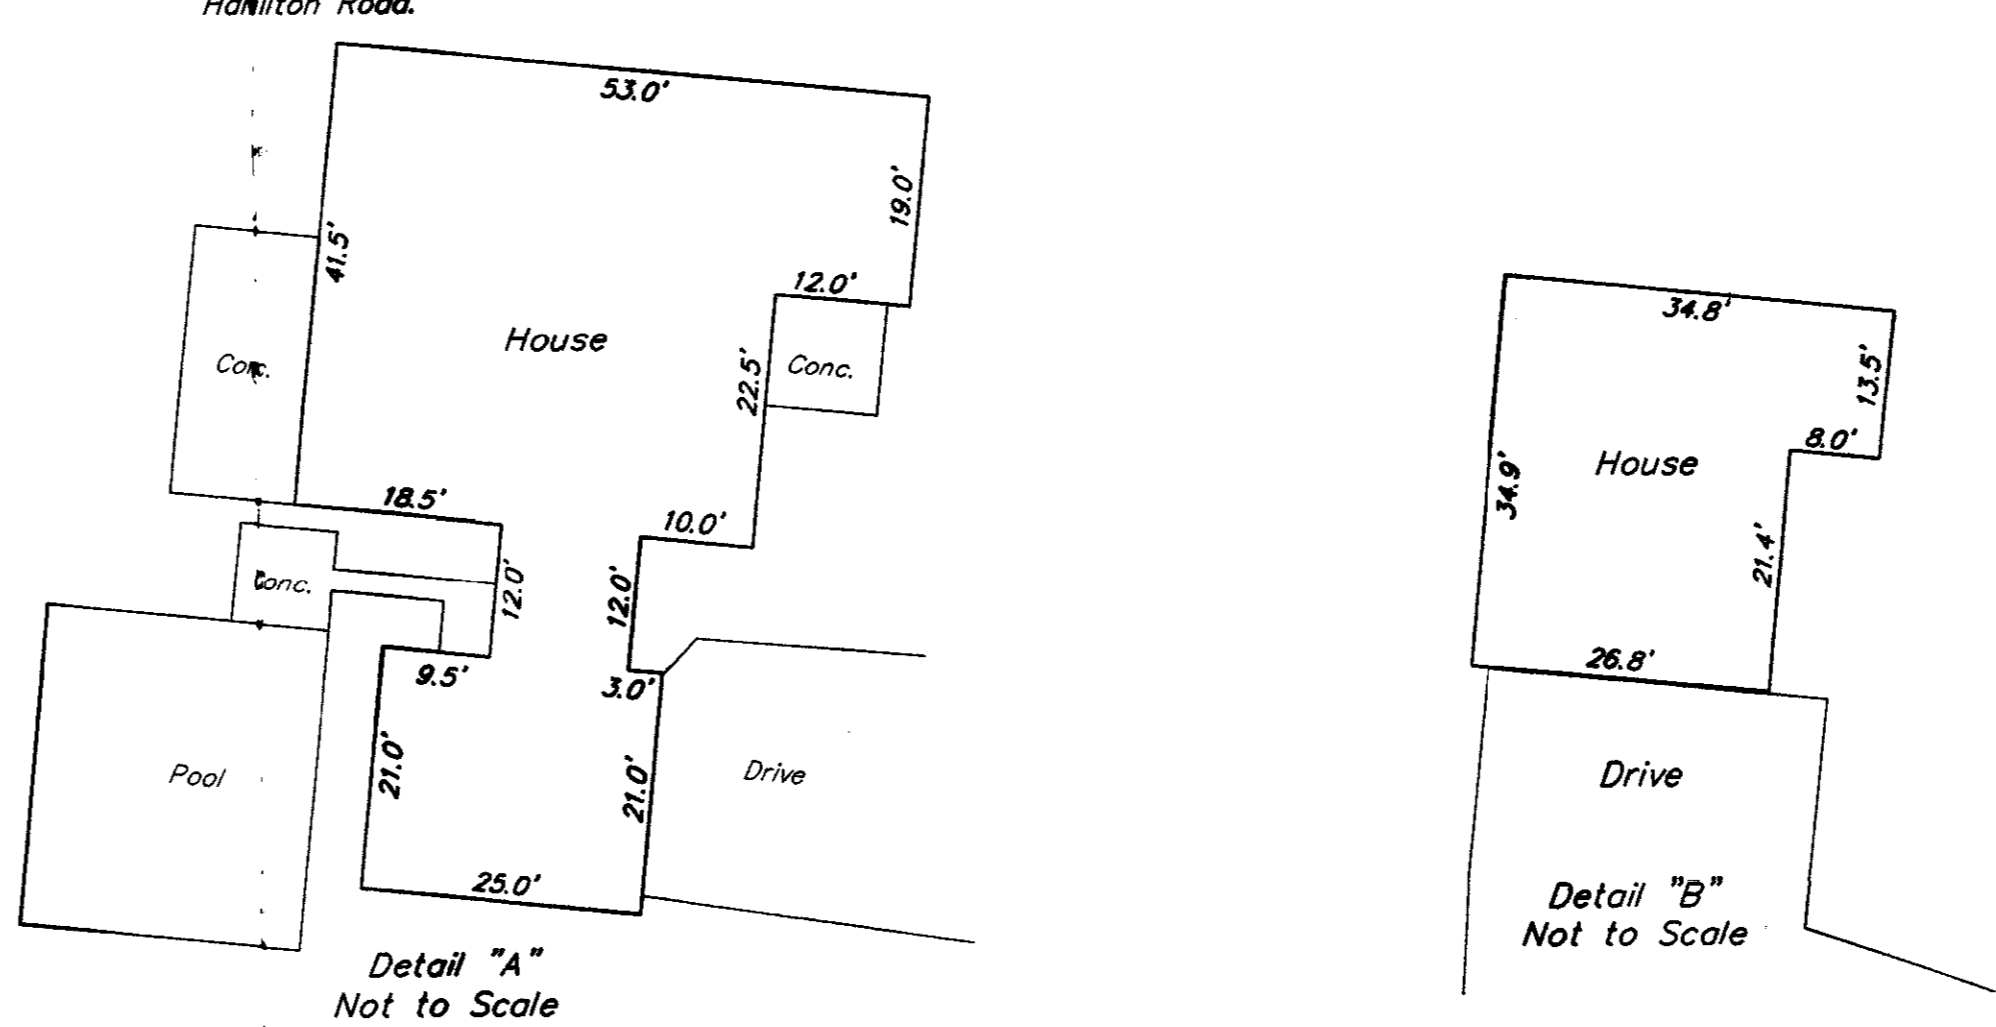 Hamilton Road.
53.0'
19.0'
41.5'
12.0'
House
Conc.
22.5'
Conc.
18.5'
10.0'
12.0'
12.0'
Conc.
9.5'
3.0'
21.0'
21.0'
Pool
Drive
25.0'
Detail "A"
Not to Scale
34.8'
13.5'
8.0'
House
34.9'
21.4'
26.8'
Drive
Detail "B"
Not to Scale